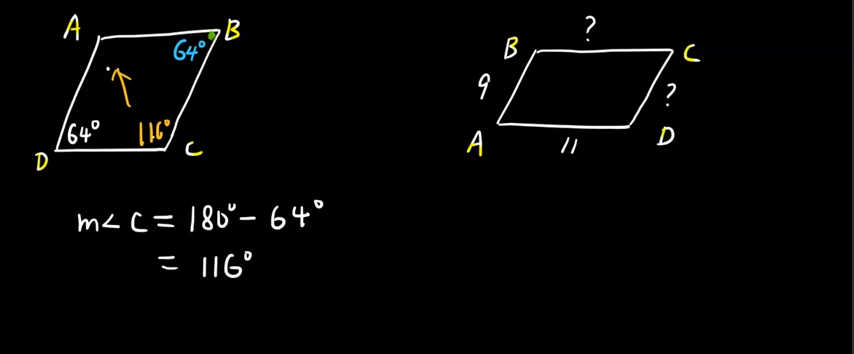 A
B
64°
64°
116°
D
C
m∠ C = 180° - 64°
= 116°
?
B
C
9
?
A
11
D